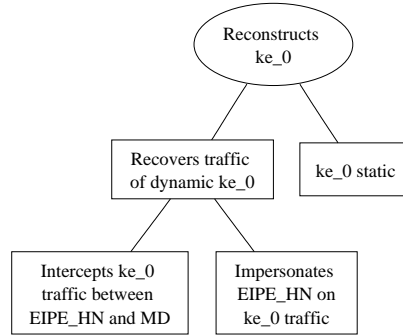 Reconstructs
ke_0
Recovers traffic
of dynamic ke_0
ke_0 static
Intercepts ke_0
traffic between
EIPE_HN and MD
Impersonates
EIPE_HN on
ke_0 traffic